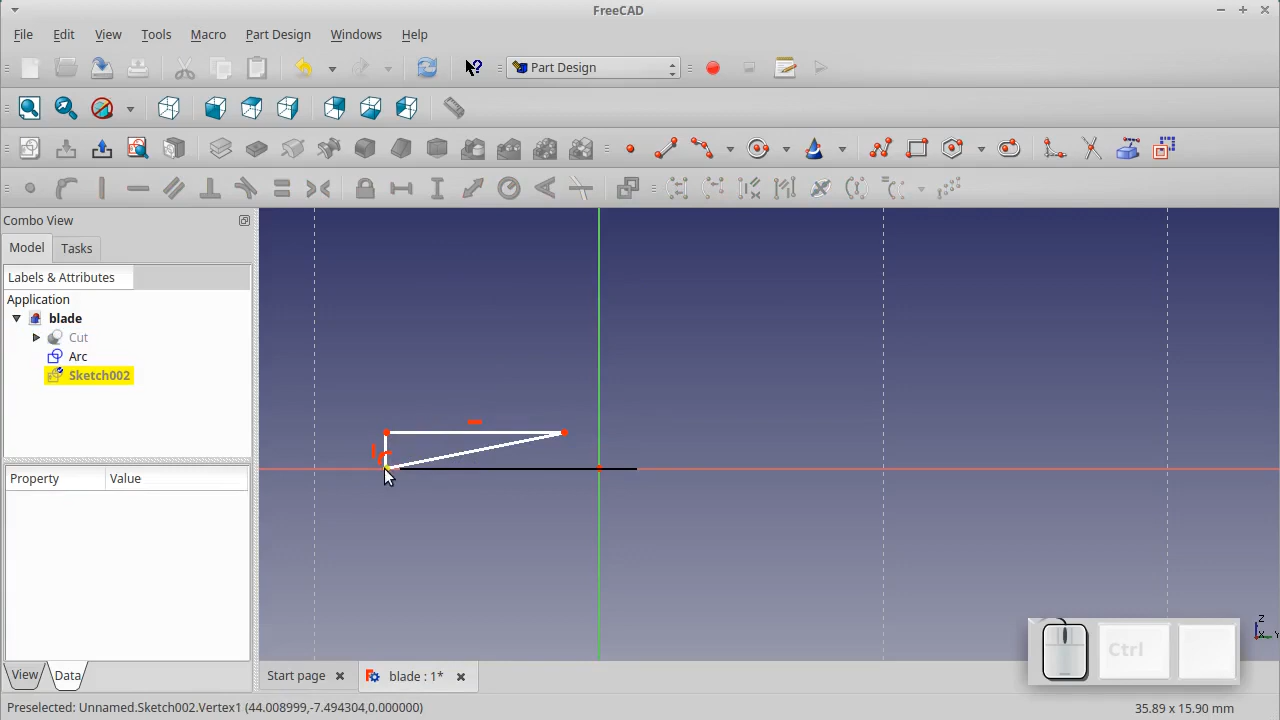 FreeCAD
File Edit View Tools Macro Part Design Windows Help
Part Design
Combo View
Model Tasks
Labels & Attributes
Application
blade
Cut
Arc
Sketch002
Property Value
Z
Y
X
Ctrl
View Data
Start page blade : 1*
Preselected: Unnamed.Sketch002.Vertex1 (44.008999,-7.494304,0.000000) 35.89 x 15.90 mm